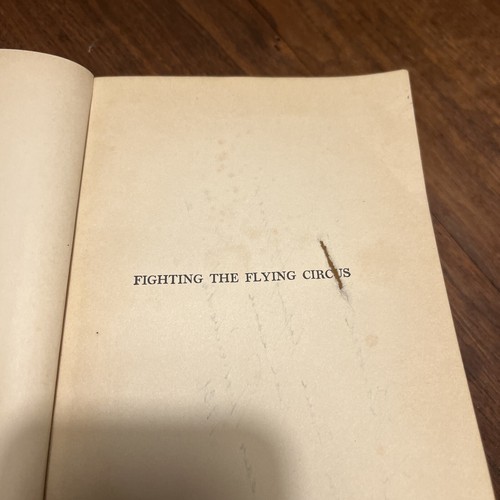 FIGHTING THE FLYING CIRCUS